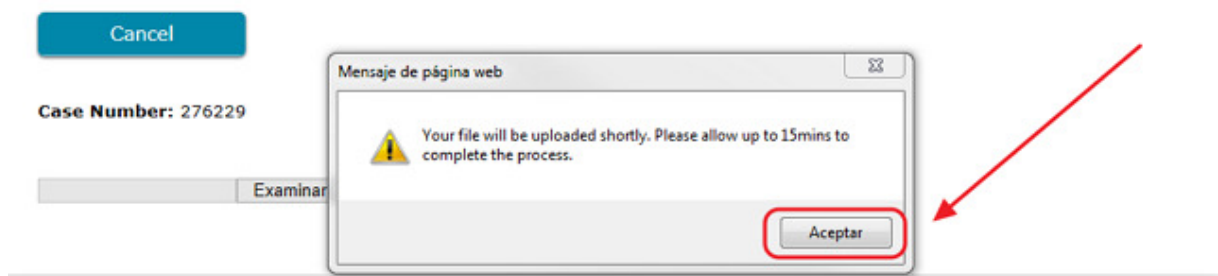 Cancel
Mensaje de página web
Case Number: 276229
Your file will be uploaded shortly. Please allow up to 15mins to
complete the process.
Examinar
Aceptar